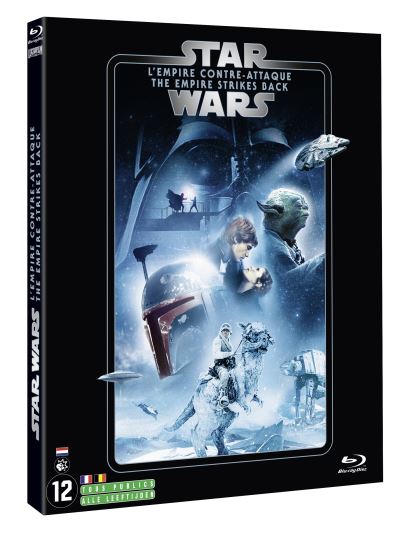 STAR
L'EMPIRE CONTRE-ATTAQUE
THE EMPIRE STRIKES BACK
WARS
STAR WARS L'EMPIRE CONTRE-ATTAQUE
THE EMPIRE STRIKES BACK
12
TOUS PUBLICS
ALLE LEEFTIJDEN
Blu-ray Disc